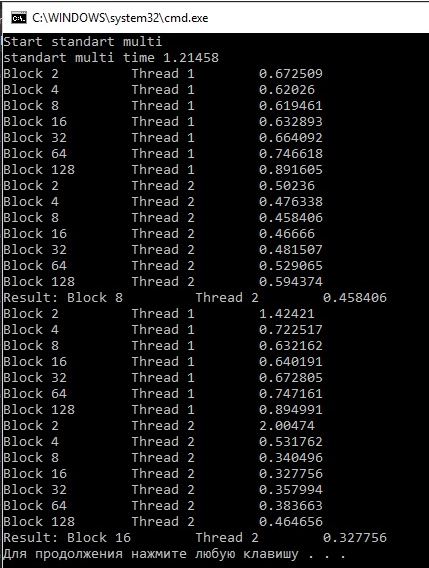 C:\WINDOWS\system32\cmd.exe
Start standart multi
standart multi time 1.21458
Block 2 Thread 1 0.672509
Block 4 Thread 1 0.62026
Block 8 Thread 1 0.619461
Block 16 Thread 1 0.632893
Block 32 Thread 1 0.664092
Block 64 Thread 1 0.746618
Block 128 Thread 1 0.891605
Block 2 Thread 2 0.50236
Block 4 Thread 2 0.476338
Block 8 Thread 2 0.458406
Block 16 Thread 2 0.46666
Block 32 Thread 2 0.481507
Block 64 Thread 2 0.529065
Block 128 Thread 2 0.594374
Result: Block 8 Thread 2 0.458406
Block 2 Thread 1 1.42421
Block 4 Thread 1 0.722517
Block 8 Thread 1 0.632162
Block 16 Thread 1 0.640191
Block 32 Thread 1 0.672805
Block 64 Thread 1 0.747161
Block 128 Thread 1 0.894991
Block 2 Thread 2 2.00474
Block 4 Thread 2 0.531762
Block 8 Thread 2 0.340496
Block 16 Thread 2 0.327756
Block 32 Thread 2 0.357994
Block 64 Thread 2 0.383663
Block 128 Thread 2 0.464656
Result: Block 16 Thread 2 0.327756
Для продолжения нажмите любую клавишу . . .